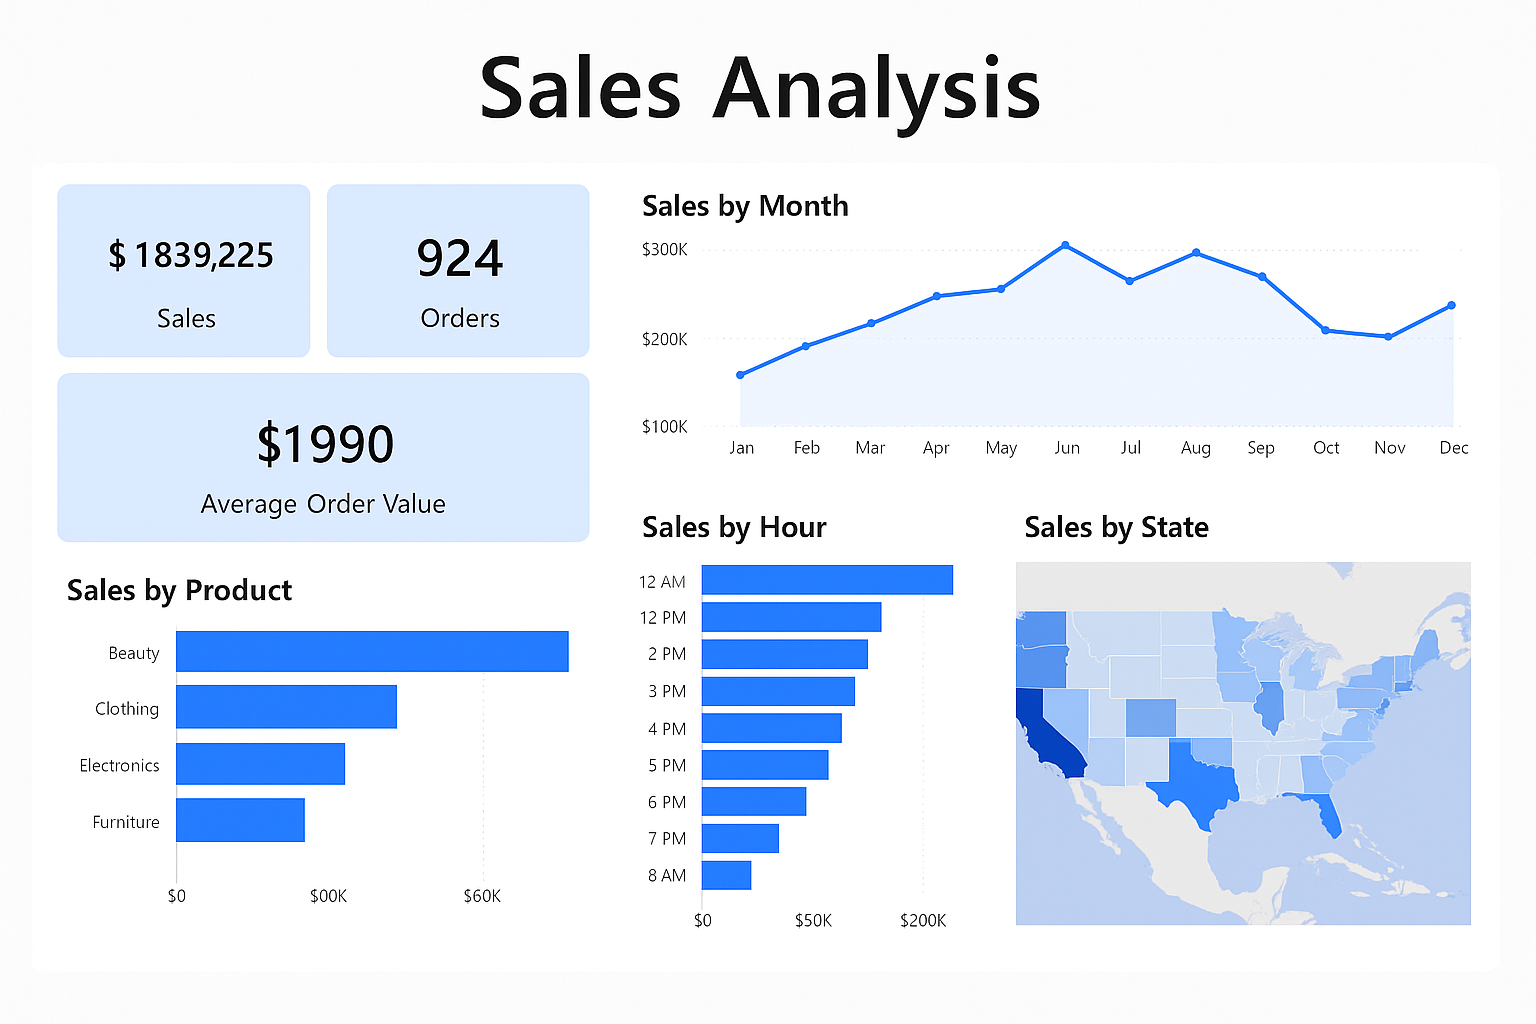 Sales Analysis
$ 1839,225
Sales
924
Orders
$1990
Average Order Value
Sales by Product
Beauty
Clothing
Electronics
Furniture
$0 $00K $60K
Sales by Month
$300K
$200K
$100K
Jan Feb Mar Apr May Jun Jul Aug Sep Oct Nov Dec
Sales by Hour
12 AM
12 PM
2 PM
3 PM
4 PM
5 PM
6 PM
7 PM
8 AM
$0 $50K $200K
Sales by State